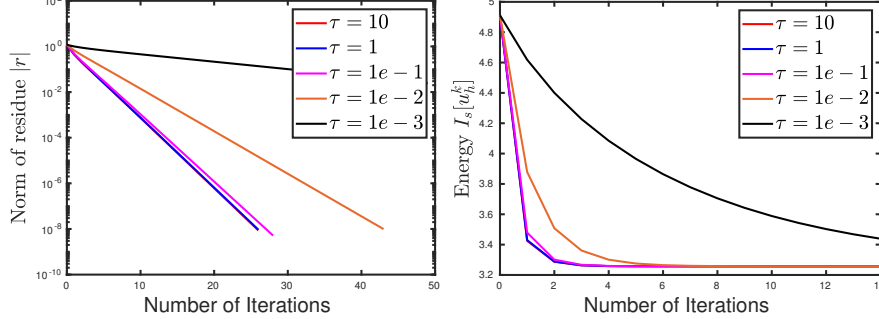 Norm of residue |r|
10^0
10^-2
10^-4
10^-6
10^-8
10^-10
0 10 20 30 40 50
Number of Iterations
τ = 10
τ = 1
τ = 1e − 1
τ = 1e − 2
τ = 1e − 3
Energy I_s[u_h^k]
5
4.8
4.6
4.4
4.2
4
3.8
3.6
3.4
3.2
0 2 4 6 8 10 12 14
Number of Iterations
τ = 10
τ = 1
τ = 1e − 1
τ = 1e − 2
τ = 1e − 3